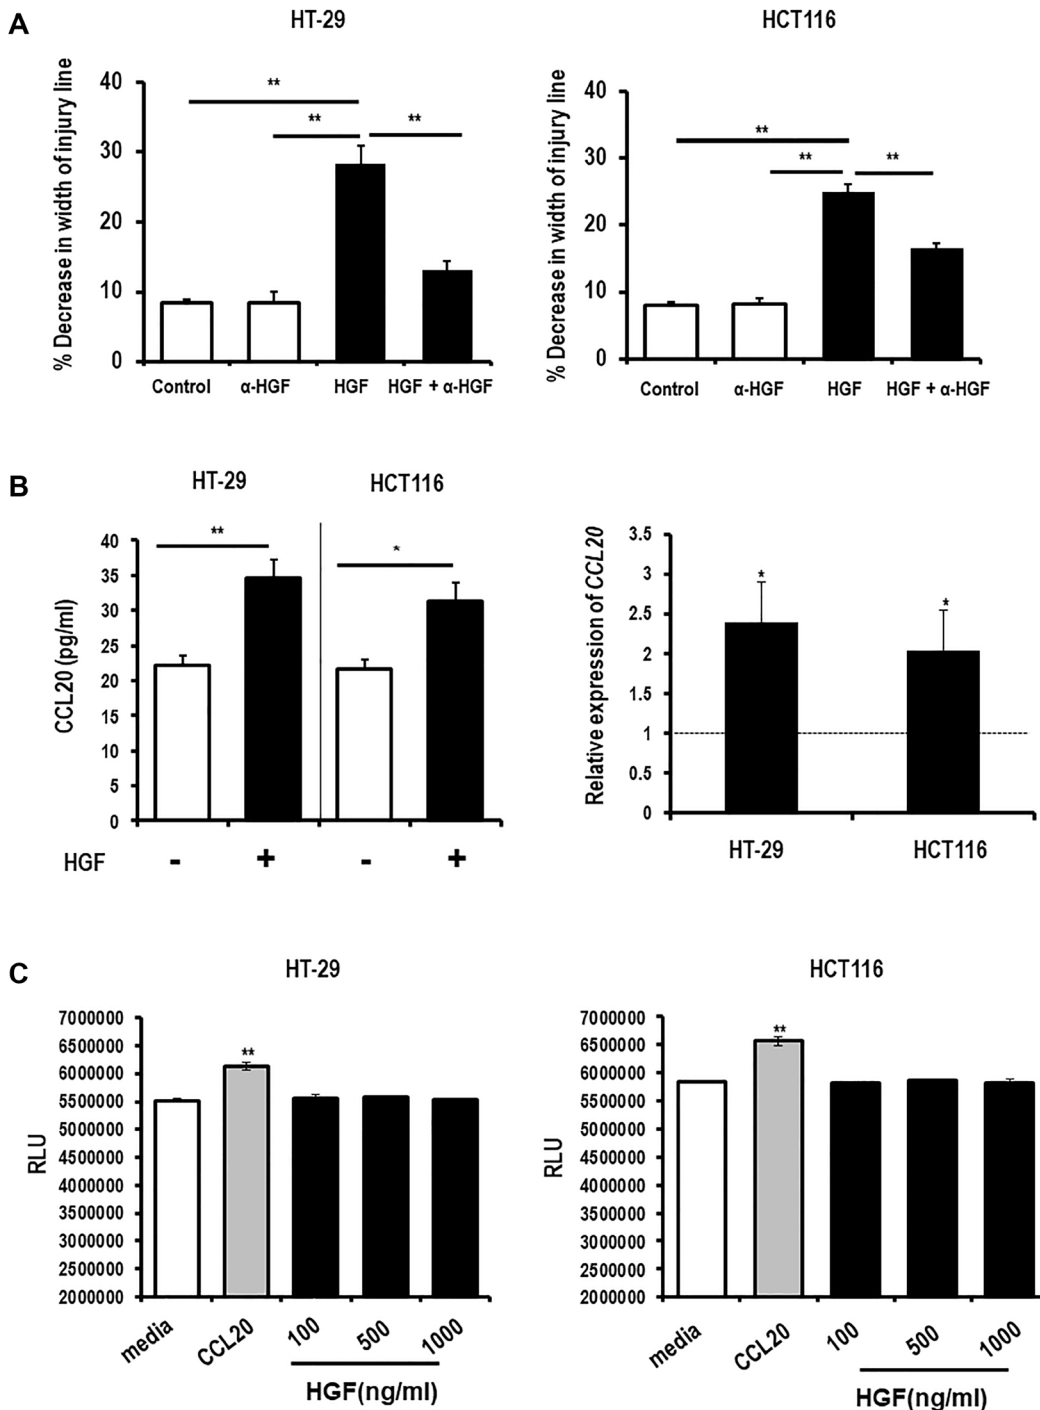 A
HT-29
HCT116
% Decrease in width of injury line
40
30
20
10
0
**
**
**
Control
α-HGF
HGF
HGF + α-HGF
% Decrease in width of injury line
40
30
20
10
0
**
**
**
Control
α-HGF
HGF
HGF + α-HGF
B
HT-29
HCT116
CCL20 (pg/ml)
40
35
30
25
20
15
10
5
0
**
*
HGF
-
+
-
+
Relative expression of CCL20
3.5
3
2.5
2
1.5
1
0.5
0
*
*
HT-29
HCT116
C
HT-29
RLU
7000000
6500000
6000000
5500000
5000000
4500000
4000000
3500000
3000000
2500000
2000000
**
media
CCL20
100
500
1000
HGF(ng/ml)
HCT116
RLU
7000000
6500000
6000000
5500000
5000000
4500000
4000000
3500000
3000000
2500000
2000000
**
media
CCL20
100
500
1000
HGF(ng/ml)